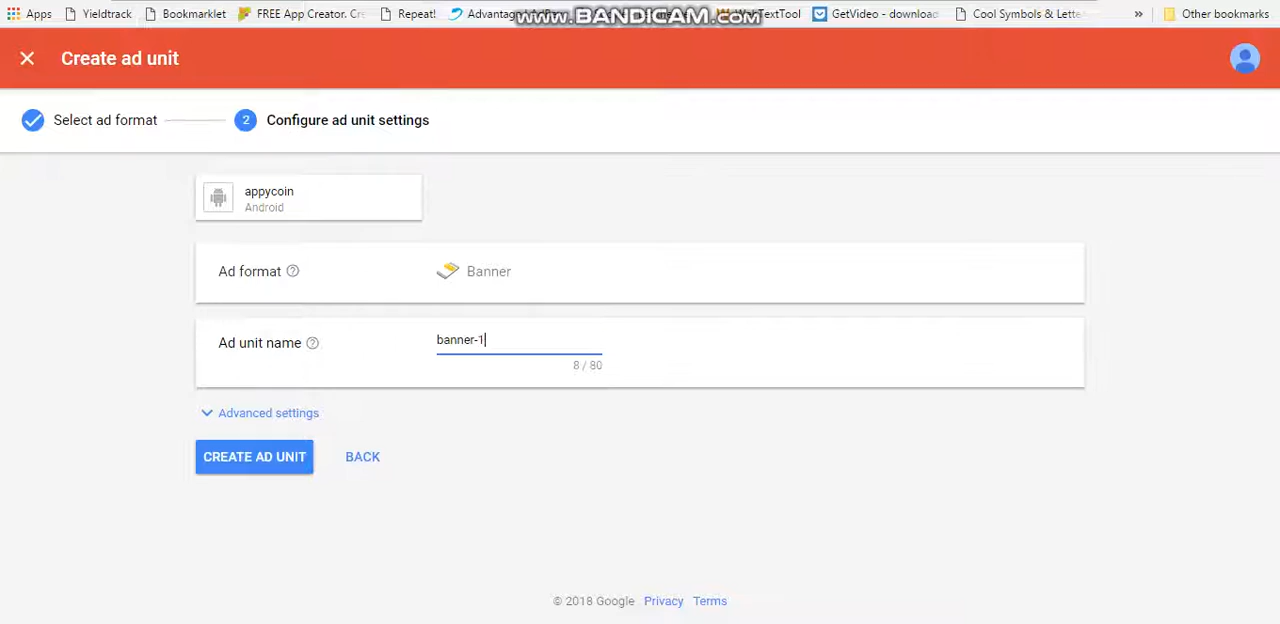 Apps Yieldtrack Bookmarklet FREE App Creator. Cre Repeat! GetVideo - download Cool Symbols & Lette » Other bookmarks
www.BANDICAM.com
Create ad unit
Select ad format 2 Configure ad unit settings
appycoin
Android
Ad format Banner
Ad unit name banner-1
8 / 80
Advanced settings
CREATE AD UNIT BACK
© 2018 Google Privacy Terms